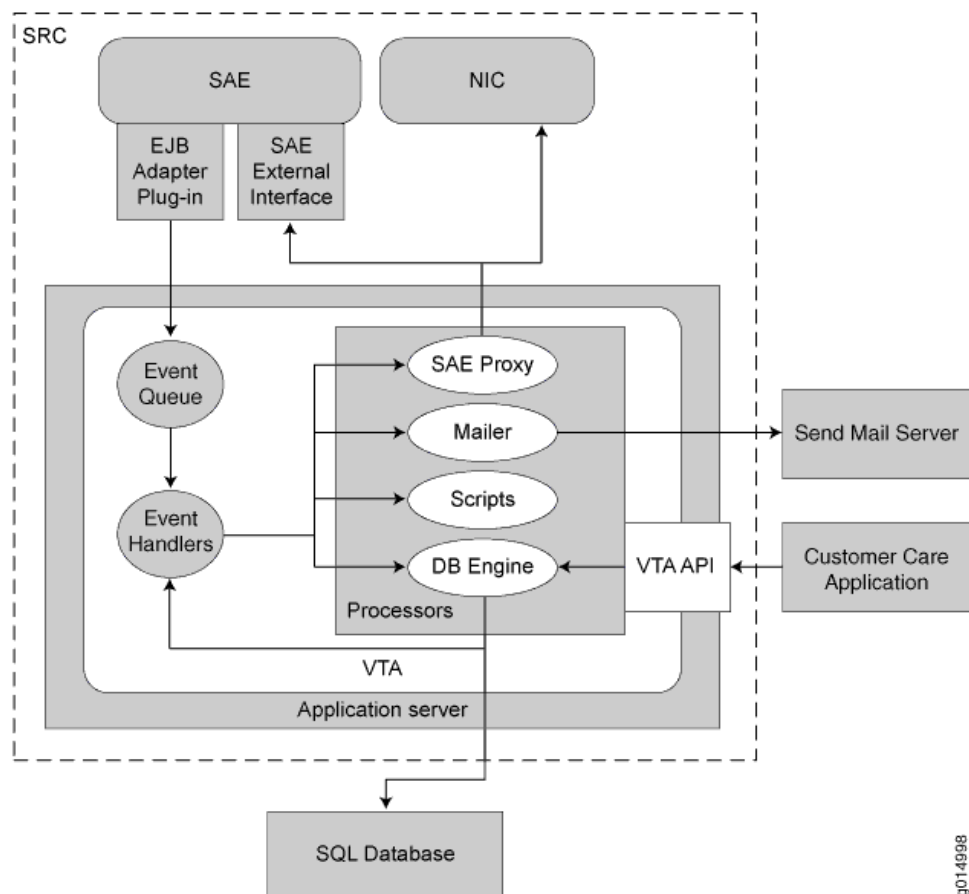 SRC
SAE
NIC
EJB
Adapter
Plug-in
SAE
External
Interface
Event
Queue
SAE Proxy
Mailer
Send Mail Server
Scripts
Event
Handlers
DB Engine
VTA API
Customer Care
Application
Processors
VTA
Application server
SQL Database
g014998